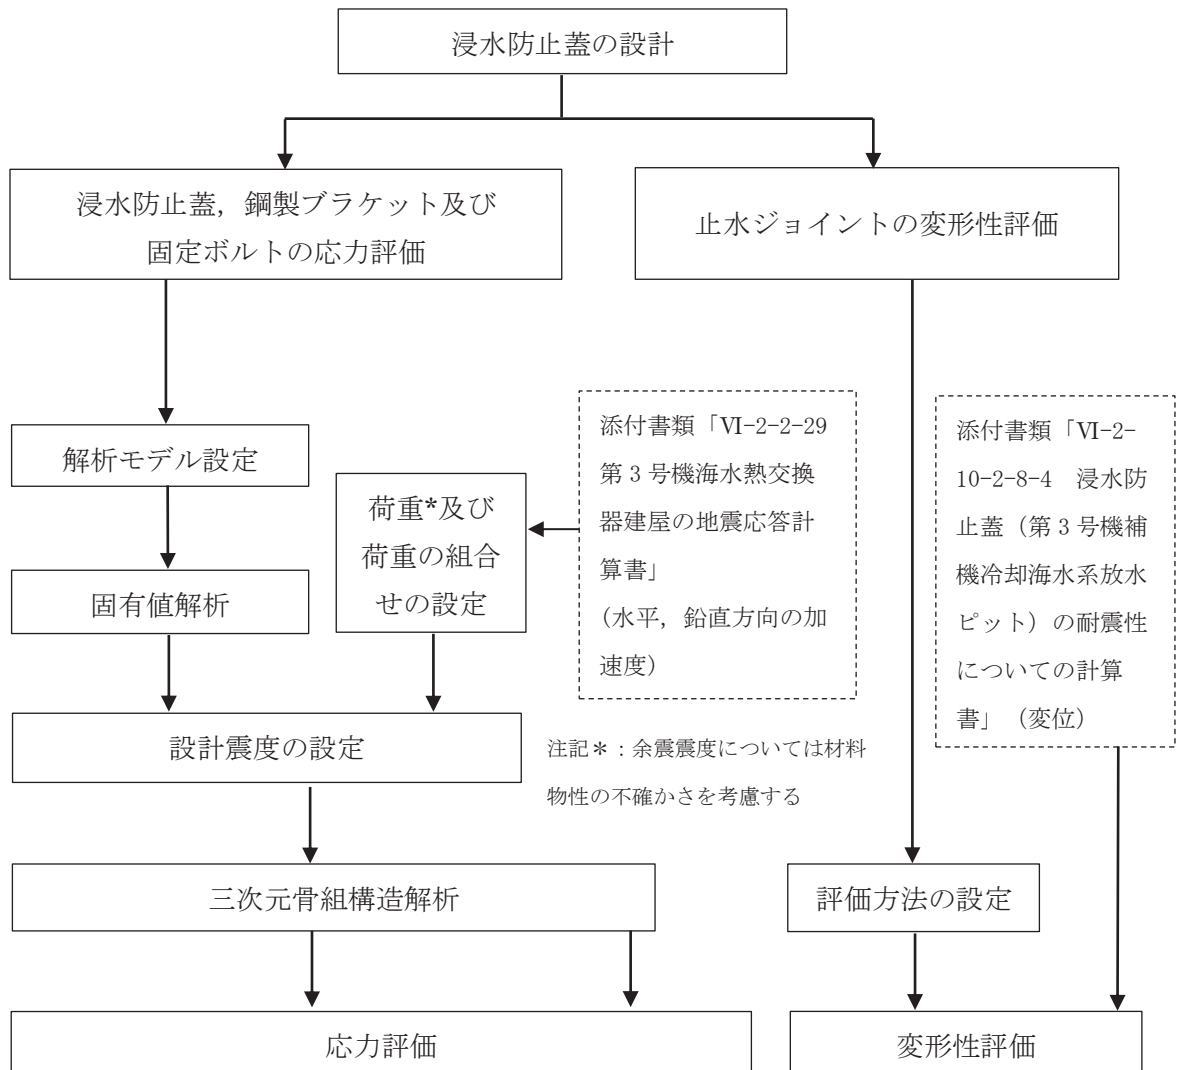 浸水防止蓋の設計
浸水防止蓋，鋼製ブラケット及び
固定ボルトの応力評価
止水ジョイントの変形性評価
解析モデル設定
固有値解析
荷重*及び
荷重の組合
せの設定
添付書類「Ⅵ-2-2-29
第3号機海水熱交換
器建屋の地震応答計
算書」
(水平，鉛直方向の加
速度)
添付書類「Ⅵ-2-
10-2-8-4　浸水防
止蓋（第3号機補
機冷却海水系放水
ピット）の耐震性
についての計算
書」（変位）
設計震度の設定
注記＊：余震震度については材料
物性の不確かさを考慮する
三次元骨組構造解析
評価方法の設定
応力評価
変形性評価